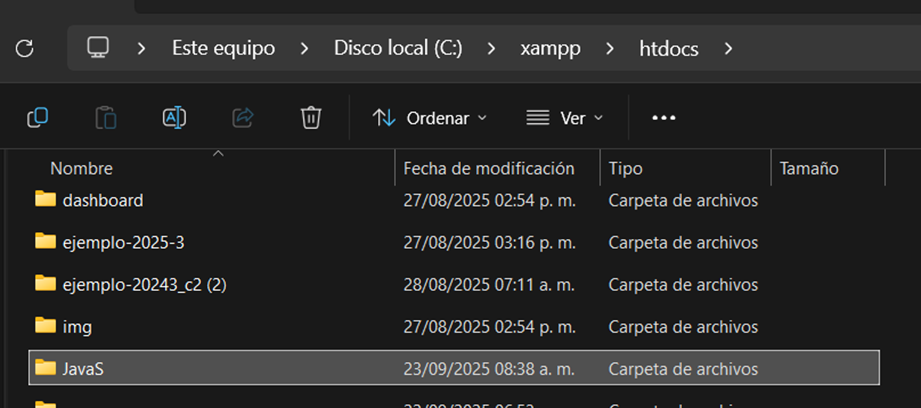 Este equipo > Disco local (C:) > xampp > htdocs >
Ordenar Ver ...
Nombre Fecha de modificación Tipo Tamaño
dashboard 27/08/2025 02:54 p. m. Carpeta de archivos
ejemplo-2025-3 27/08/2025 03:16 p. m. Carpeta de archivos
ejemplo-20243_c2 (2) 28/08/2025 07:11 a. m. Carpeta de archivos
img 27/08/2025 02:54 p. m. Carpeta de archivos
JavaS 23/09/2025 08:38 a. m. Carpeta de archivos